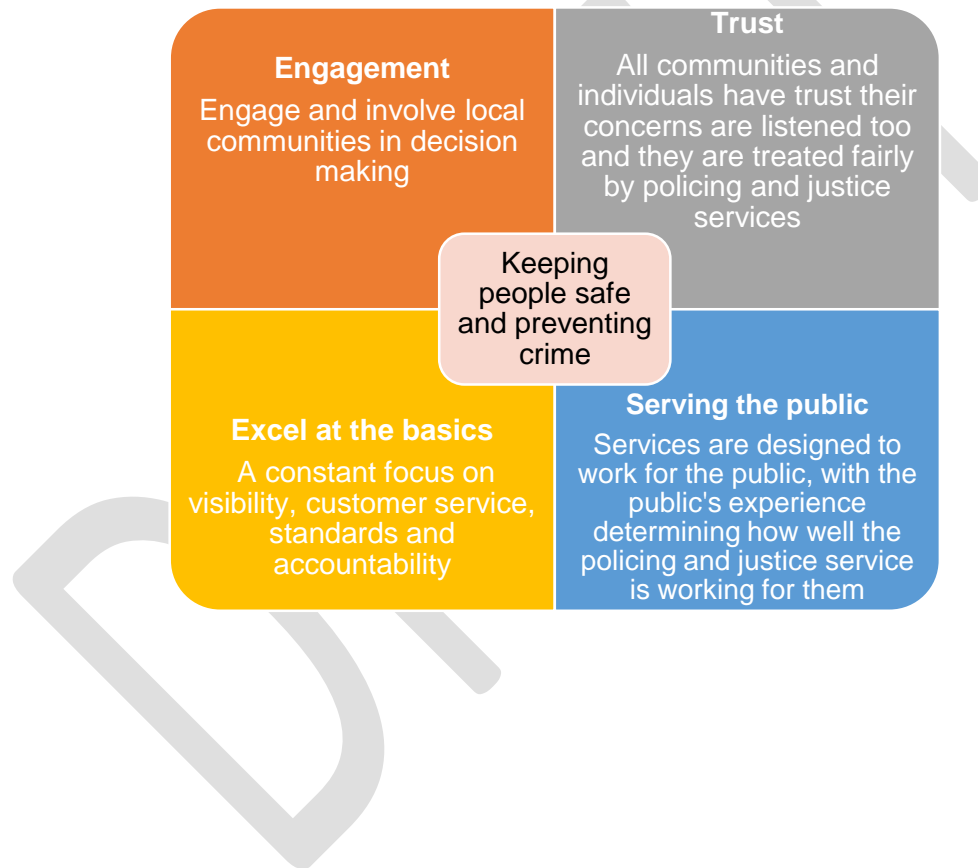 Engagement
Engage and involve local
communities in decision
making
Trust
All communities and
individuals have trust their
concerns are listened too
and they are treated fairly
by policing and justice
services
Keeping
people safe
and preventing
crime
Excel at the basics
A constant focus on
visibility, customer service,
standards and
accountability
Serving the public
Services are designed to
work for the public, with the
public's experience
determining how well the
policing and justice service
is working for them